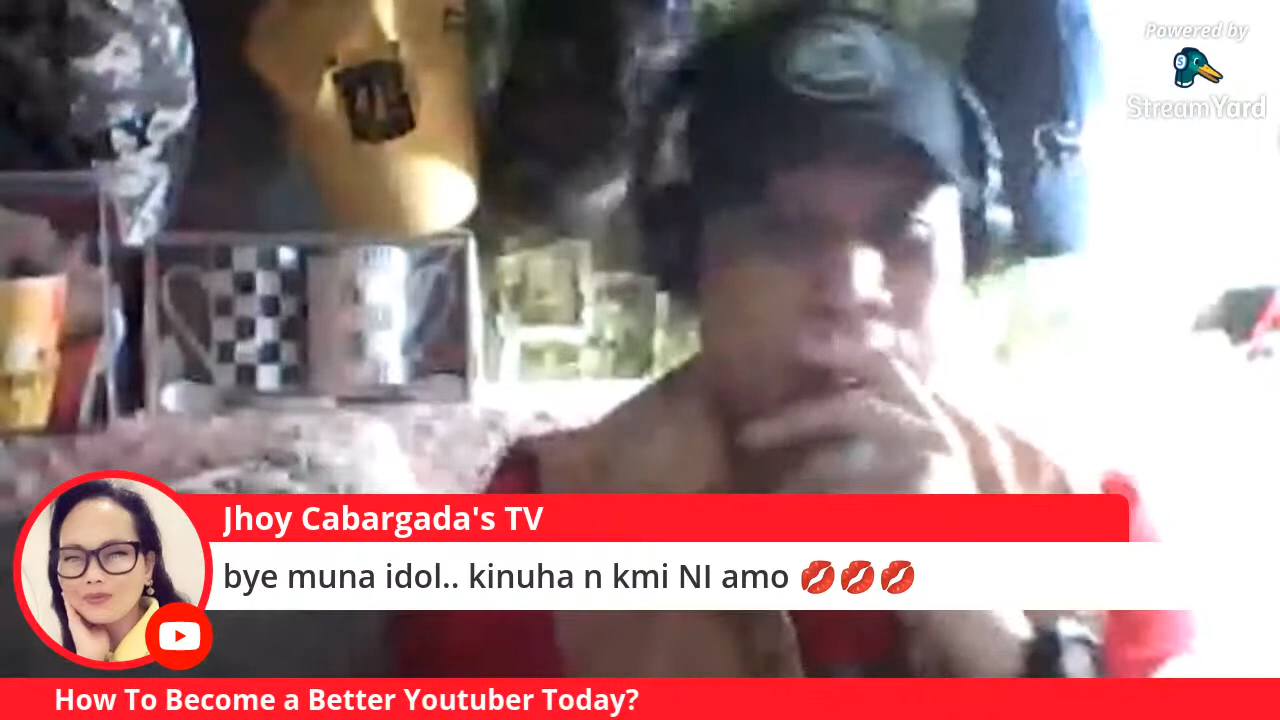 Powered by
StreamYard
Jhoy Cabargada's TV
bye muna idol.. kinuha n kmi NI amo 💋💋💋
How To Become a Better Youtuber Today?